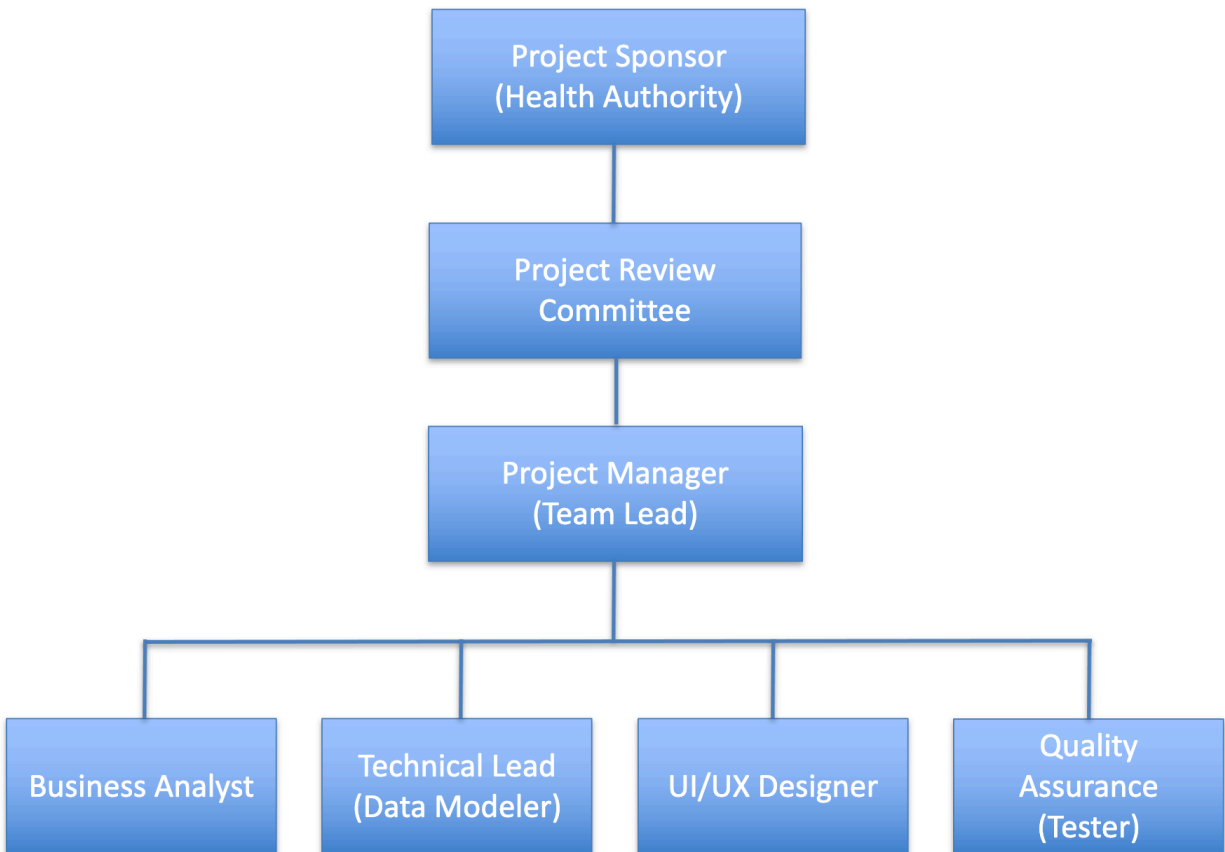 Project Sponsor
(Health Authority)
Project Review
Committee
Project Manager
(Team Lead)
Business Analyst
Technical Lead
(Data Modeler)
UI/UX Designer
Quality
Assurance
(Tester)